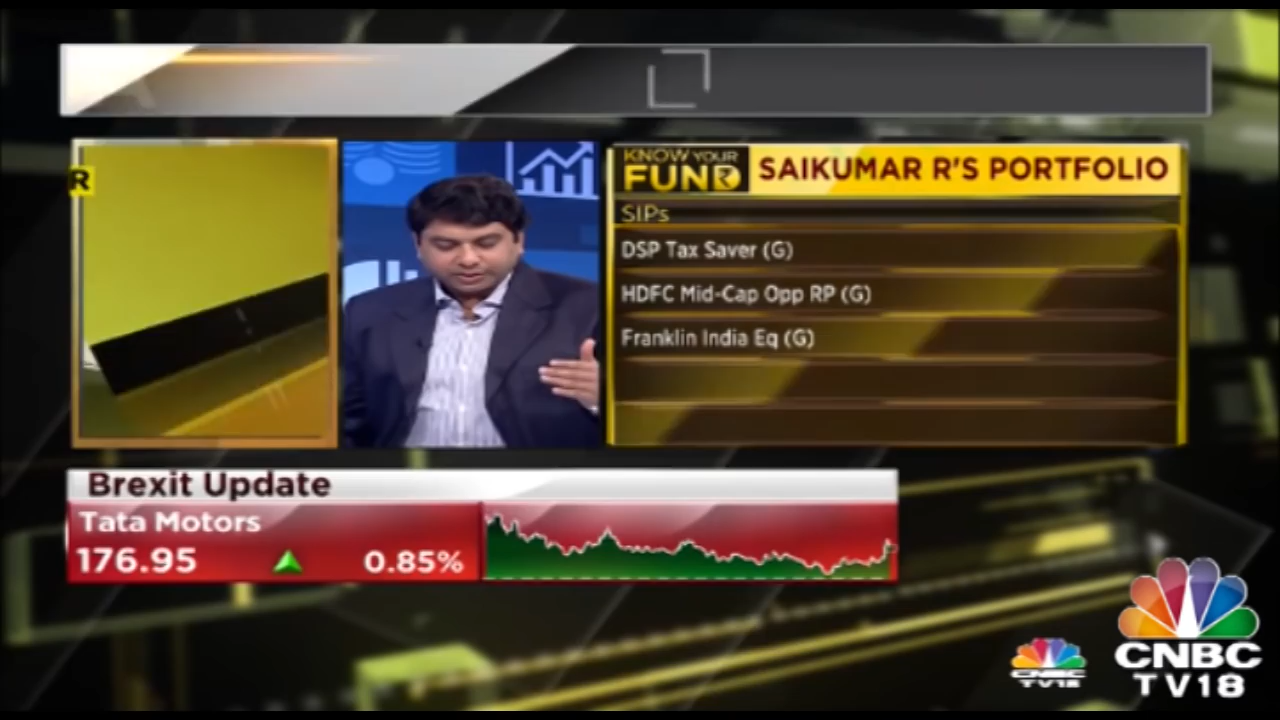 R
KNOW YOUR
FUND
SAIKUMAR R'S PORTFOLIO
SIPs
DSP Tax Saver (G)
HDFC Mid-Cap Opp RP (G)
Franklin India Eq (G)
Brexit Update
Tata Motors
176.95 ▲ 0.85%
CNBC
TV18
CNBC
TV18